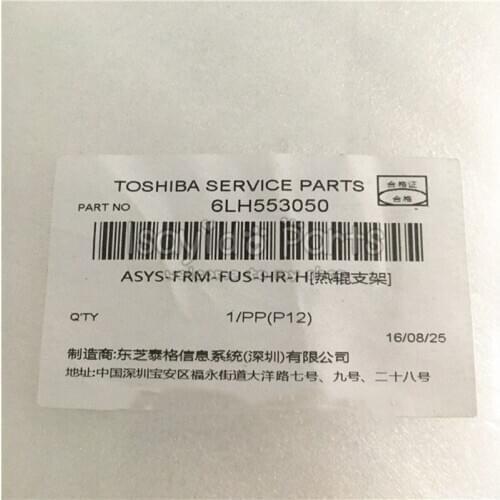 TOSHIBA SERVICE PARTS
合格证
合格
PART NO 6LH553050
ASYS-FRM-FUS-HR-H[热辊支架]
Q'TY 1/PP(P12)
16/08/25
制造商:东芝泰格信息系统(深圳)有限公司
地址:中国深圳宝安区福永街道大洋路七号、九号、二十八号